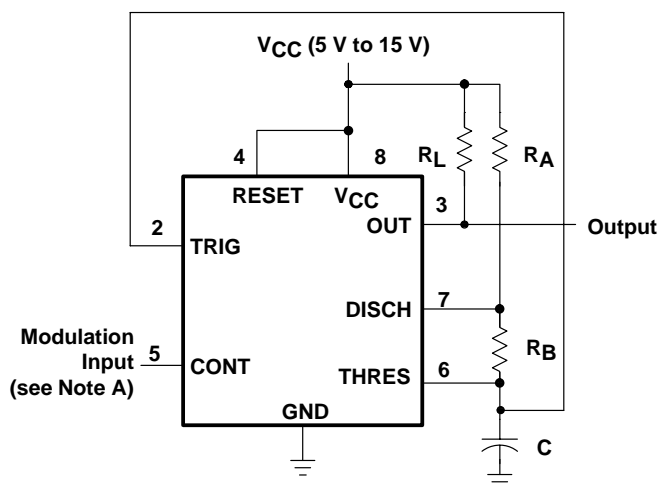 VCC (5 V to 15 V)
4
8
RL
RA
RESET
VCC
3
2
OUT
Output
TRIG
DISCH
7
Modulation
Input
(see Note A)
5
CONT
RB
6
THRES
GND
C